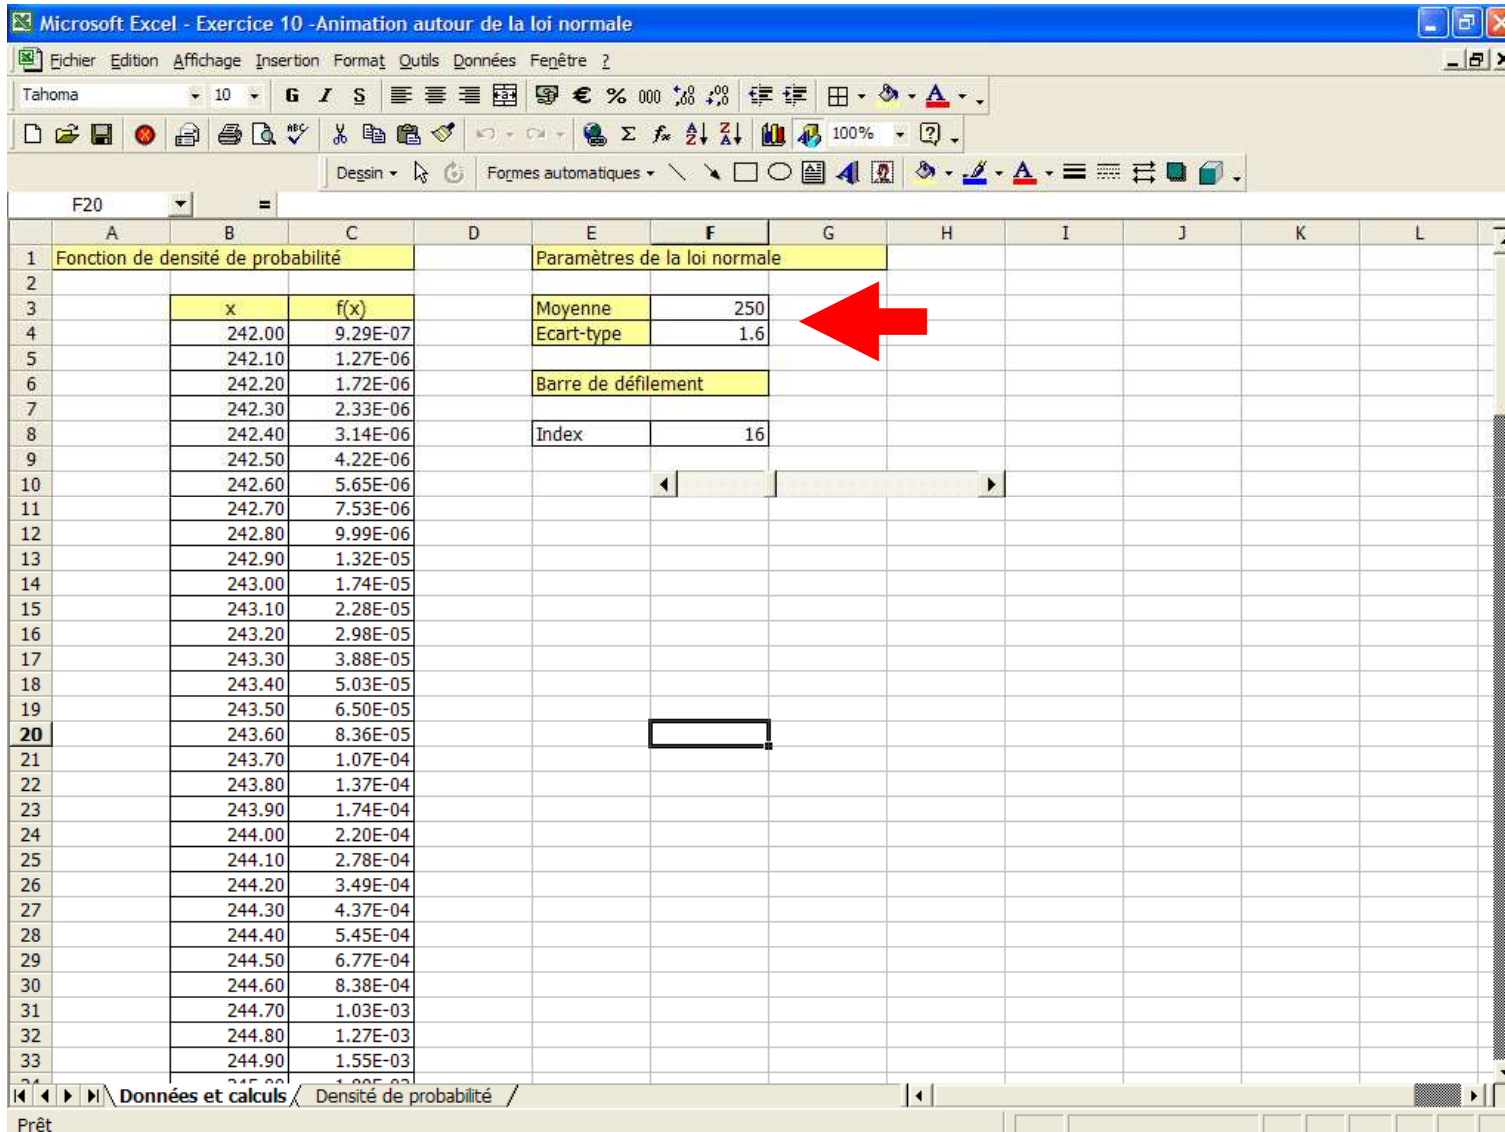 Microsoft Excel - Exercice 10 -Animation autour de la loi normale
Fichier Edition Affichage Insertion Format Outils Données Fenêtre ?
Tahoma 10 G I S € % 000
100%
Dessin Formes automatiques
F20 =
A B C D E F G H I J K L
1 Fonction de densité de probabilité Paramètres de la loi normale
2
3 x f(x) Moyenne 250
4 242.00 9.29E-07 Ecart-type 1.6
5 242.10 1.27E-06
6 242.20 1.72E-06 Barre de défilement
7 242.30 2.33E-06
8 242.40 3.14E-06 Index 16
9 242.50 4.22E-06
10 242.60 5.65E-06
11 242.70 7.53E-06
12 242.80 9.99E-06
13 242.90 1.32E-05
14 243.00 1.74E-05
15 243.10 2.28E-05
16 243.20 2.98E-05
17 243.30 3.88E-05
18 243.40 5.03E-05
19 243.50 6.50E-05
20 243.60 8.36E-05
21 243.70 1.07E-04
22 243.80 1.37E-04
23 243.90 1.74E-04
24 244.00 2.20E-04
25 244.10 2.78E-04
26 244.20 3.49E-04
27 244.30 4.37E-04
28 244.40 5.45E-04
29 244.50 6.77E-04
30 244.60 8.38E-04
31 244.70 1.03E-03
32 244.80 1.27E-03
33 244.90 1.55E-03
Données et calculs Densité de probabilité
Prêt